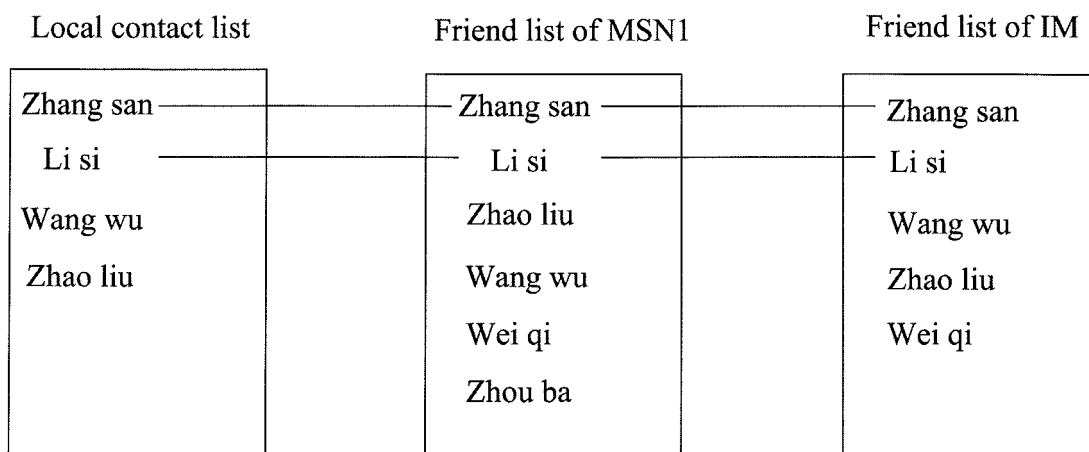 Local contact list
Zhang san
Li si
Wang wu
Zhao liu
Friend list of MSN1
Zhang san
Li si
Zhao liu
Wang wu
Wei qi
Zhou ba
Friend list of IM
Zhang san
Li si
Wang wu
Zhao liu
Wei qi